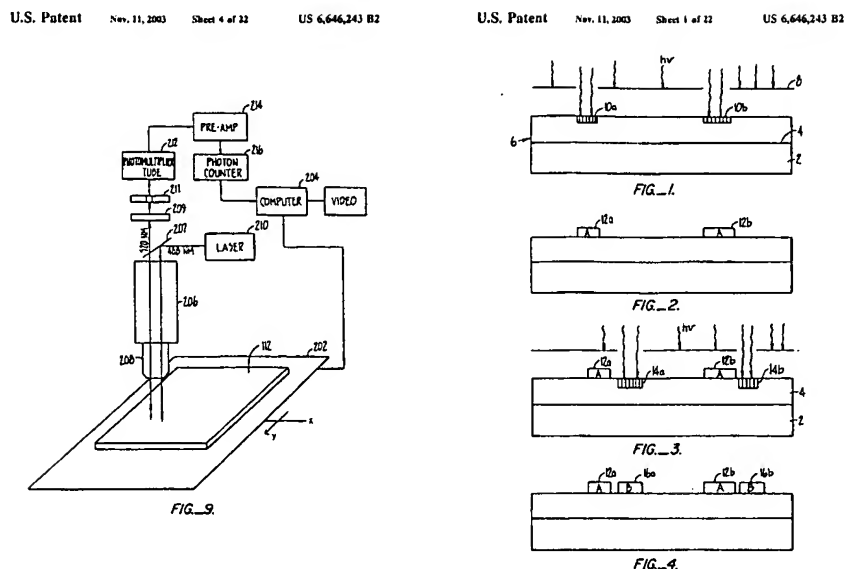 U.S. Patent Nov. 11, 2003 Sheet 4 of 22 US 6,646,243 B2
214
PRE-AMP
212
PHOTOMULTIPLIER
TUBE
216
PHOTON
COUNTER
204
COMPUTER
VIDEO
211
209
207
210
LASER
520 NM
488 NM
206
208
112
202
x
y
FIG._9.
U.S. Patent Nov. 11, 2003 Sheet 1 of 22 US 6,646,243 B2
hν
8
10a
10b
6
4
2
FIG._1.
12a
12b
A
A
FIG._2.
hν
12a
14a
12b
14b
A
A
4
2
FIG._3.
12a
16a
12b
16b
A
B
A
B
FIG._4.